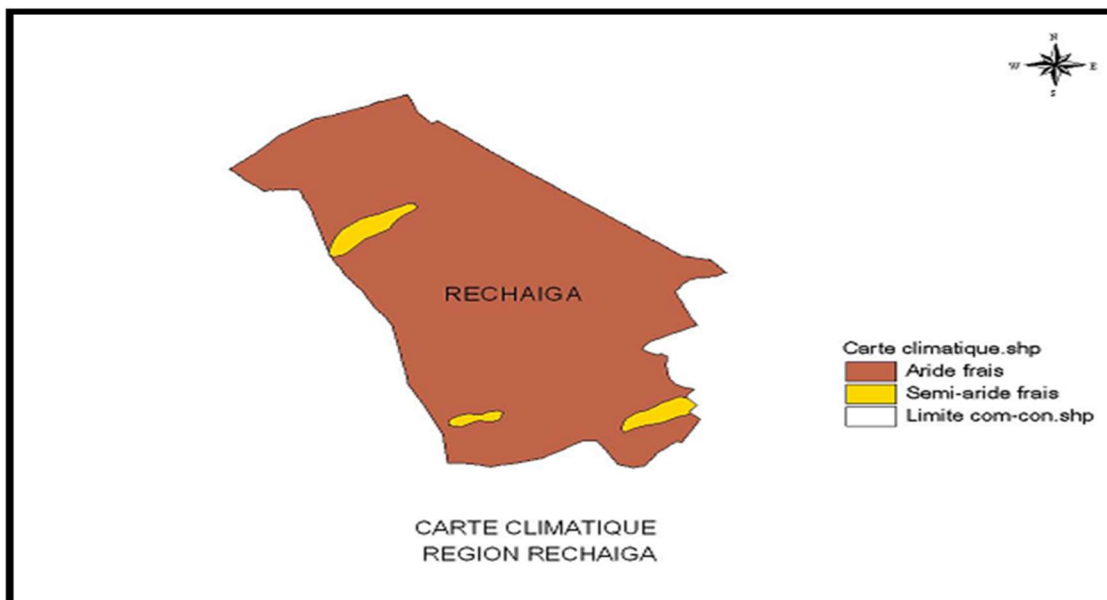 N
W E
S
RECHAIGA
Carte climatique.shp
Aride frais
Semi-aride frais
Limite com-con.shp
CARTE CLIMATIQUE
REGION RECHAIGA